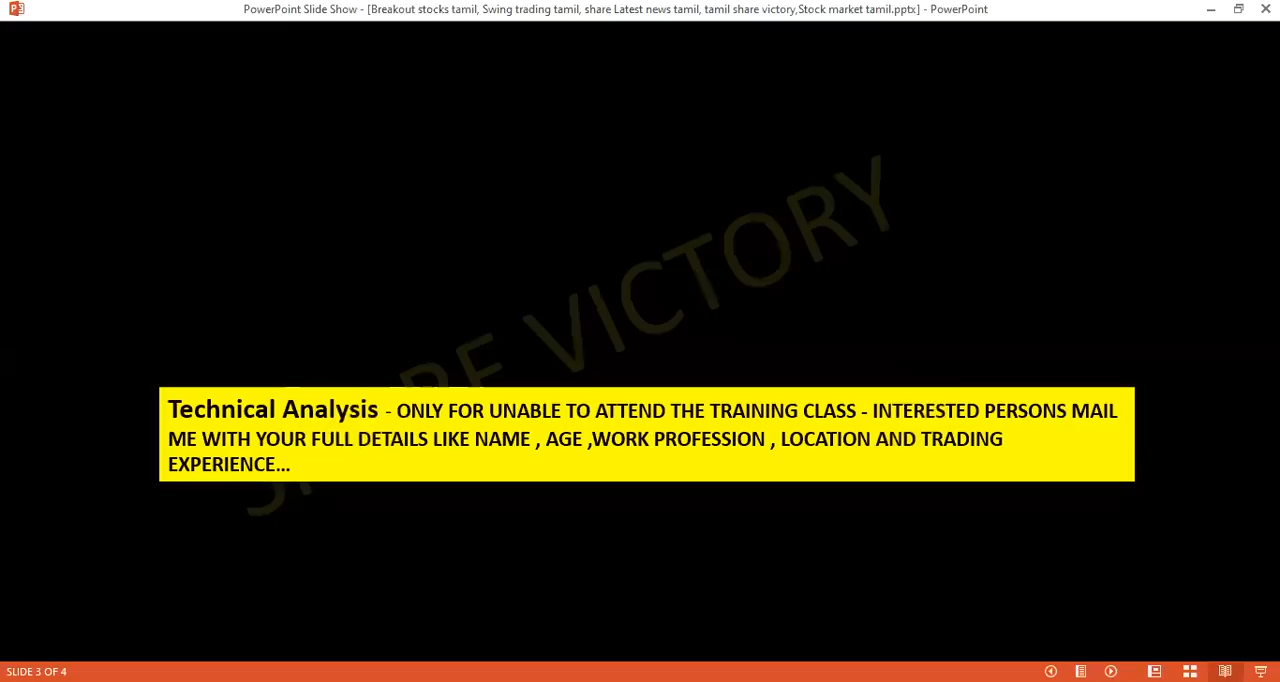 PowerPoint Slide Show - [Breakout stocks tamil, Swing trading tamil, share Latest news tamil, tamil share victory,Stock market tamil.pptx] - PowerPoint
SHARE VICTORY
Technical Analysis - ONLY FOR UNABLE TO ATTEND THE TRAINING CLASS - INTERESTED PERSONS MAIL
ME WITH YOUR FULL DETAILS LIKE NAME , AGE ,WORK PROFESSION , LOCATION AND TRADING
EXPERIENCE...
SLIDE 3 OF 4